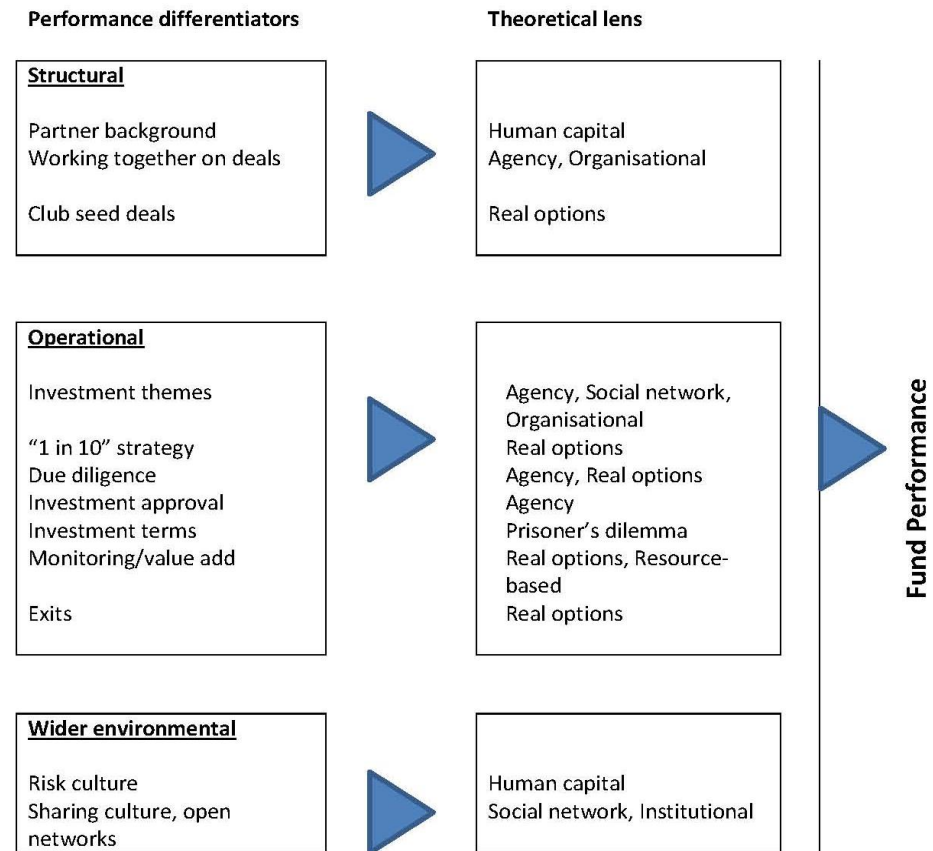 Performance differentiators
Theoretical lens
Structural
Partner background
Working together on deals
Club seed deals
Human capital
Agency, Organisational
Real options
Operational
Investment themes
“1 in 10” strategy
Due diligence
Investment approval
Investment terms
Monitoring/value add
Exits
Agency, Social network,
Organisational
Real options
Agency, Real options
Agency
Prisoner’s dilemma
Real options, Resource-
based
Real options
Wider environmental
Risk culture
Sharing culture, open
networks
Human capital
Social network, Institutional
Fund Performance